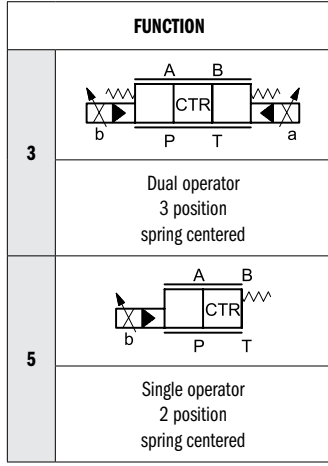 FUNCTION
3
A B
CTR
b a
P T
Dual operator
3 position
spring centered
5
A B
CTR
b
P T
Single operator
2 position
spring centered